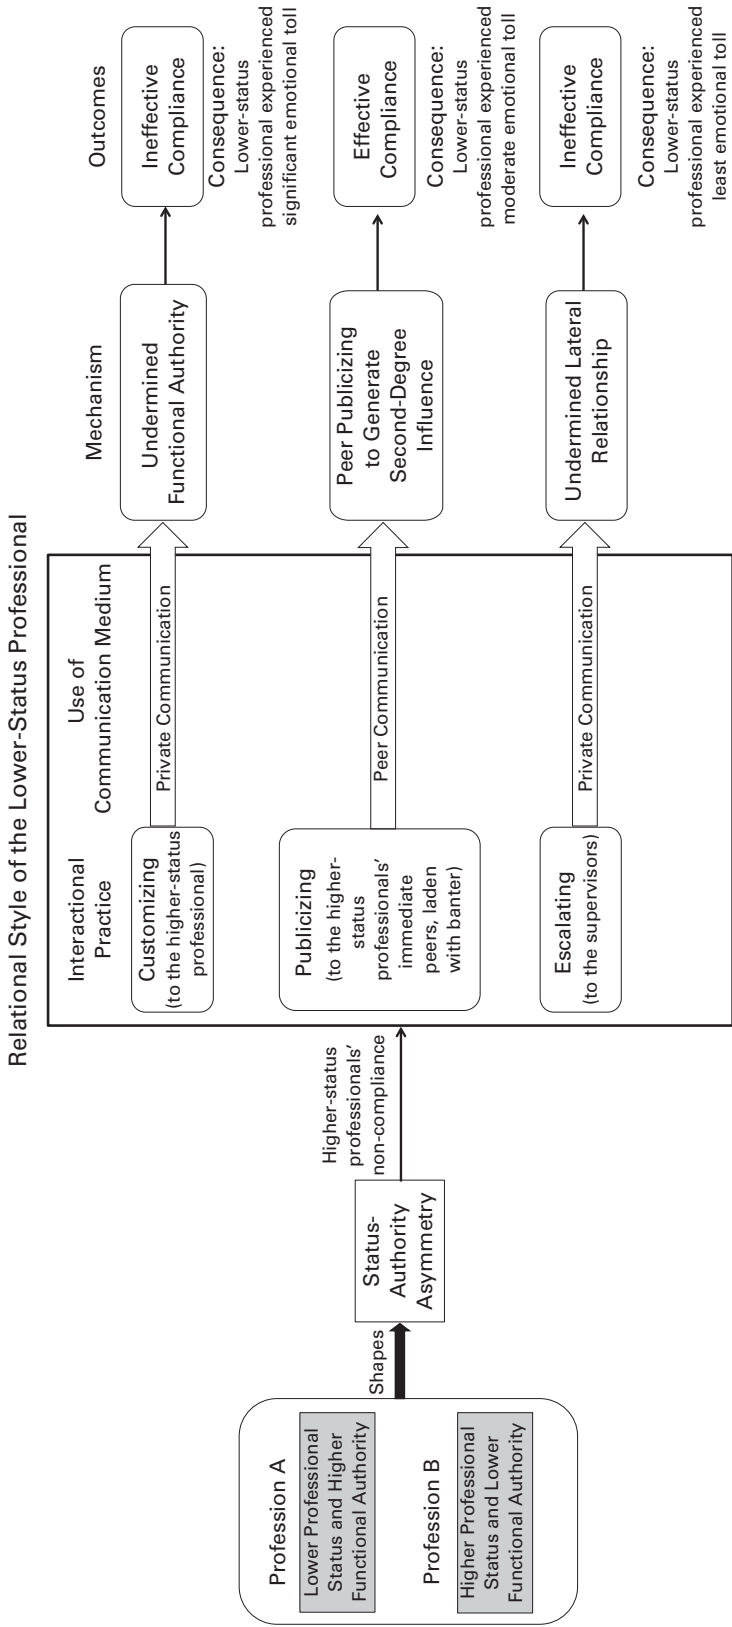 Relational Style of the Lower-Status Professional
Profession A
Lower Professional
Status and Higher
Functional Authority
Profession B
Higher Professional
Status and Lower
Functional Authority
Shapes
Status-
Authority
Asymmetry
Higher-status
professionals’
non-compliance
Interactional
Practice
Use of
Communication Medium
Mechanism
Outcomes
Customizing
(to the higher-status
professional)
Private Communication
Undermined
Functional Authority
Ineffective
Compliance
Consequence:
Lower-status
professional experienced
significant emotional toll
Publicizing
(to the higher-
status
professionals’
immediate
peers, laden
with banter)
Peer Communication
Peer Publicizing
to Generate
Second-Degree
Influence
Effective
Compliance
Consequence:
Lower-status
professional experienced
moderate emotional toll
Escalating
(to the supervisors)
Private Communication
Undermined Lateral
Relationship
Ineffective
Compliance
Consequence:
Lower-status
professional experienced
least emotional toll